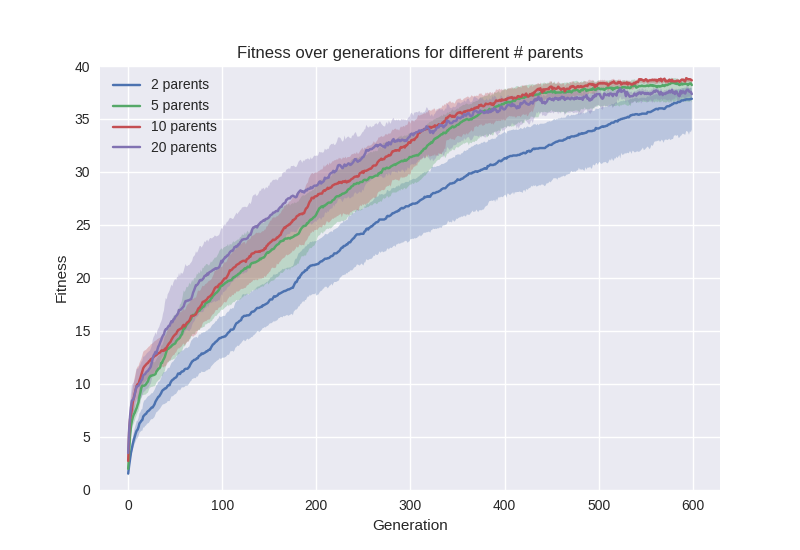 Fitness over generations for different # parents
40
35
30
25
20
15
10
5
0
Fitness
2 parents
5 parents
10 parents
20 parents
0 100 200 300 400 500 600
Generation